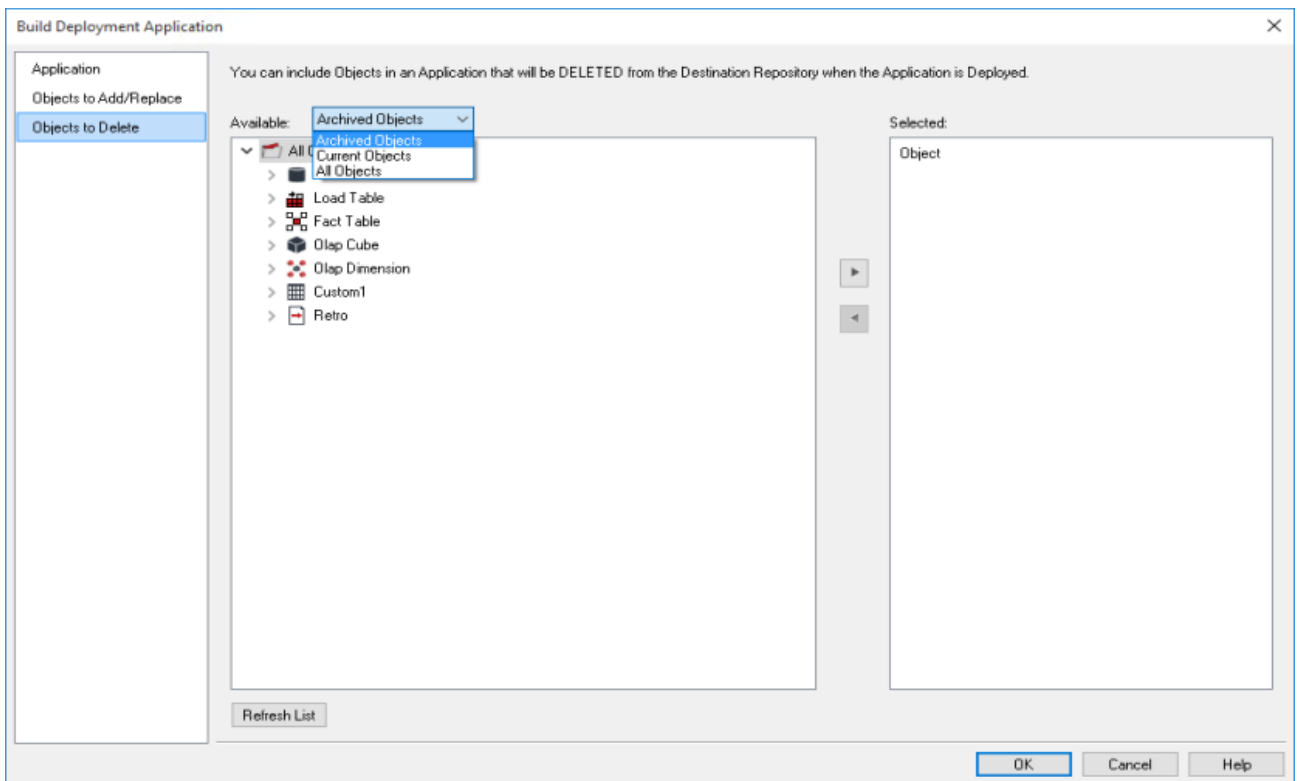 Build Deployment Application
Application
Objects to Add/Replace
Objects to Delete
You can include Objects in an Application that will be DELETED from the Destination Repository when the Application is Deployed.
Available:
Archived Objects
Archived Objects
Current Objects
All Objects
All
Load Table
Fact Table
Olap Cube
Olap Dimension
Custom1
Retro
Selected:
Object
Refresh List
OK
Cancel
Help